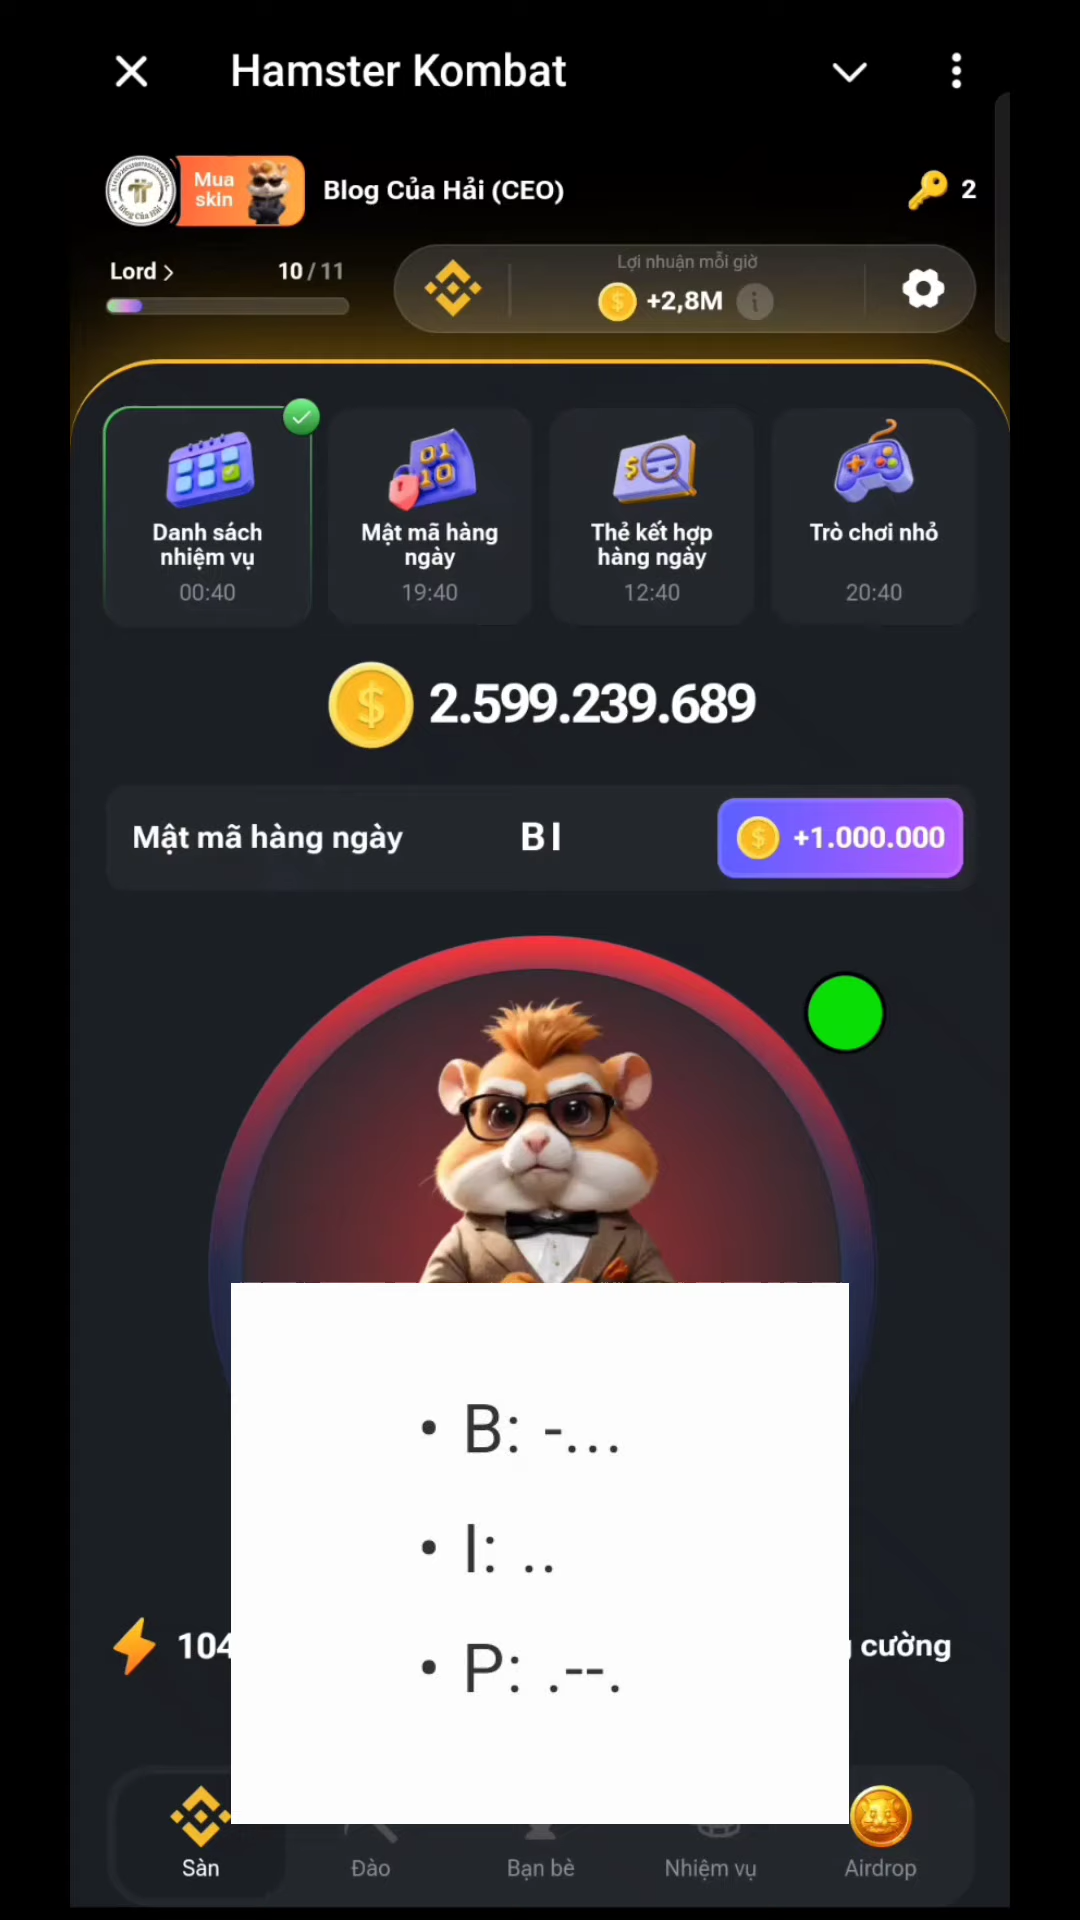 Hamster Kombat
Mua
skin
Blog Của Hải (CEO)
2
Lord
10/11
Lợi nhuận mỗi giờ
+2,8M
Danh sách
nhiệm vụ
00:40
Mật mã hàng
ngày
19:40
Thẻ kết hợp
hàng ngày
12:40
Trò chơi nhỏ
20:40
2.599.239.689
Mật mã hàng ngày
BI
+1.000.000
• B: -...
• I: ..
• P: .--.
104
cường
Sàn
Đào
Bạn bè
Nhiệm vụ
Airdrop